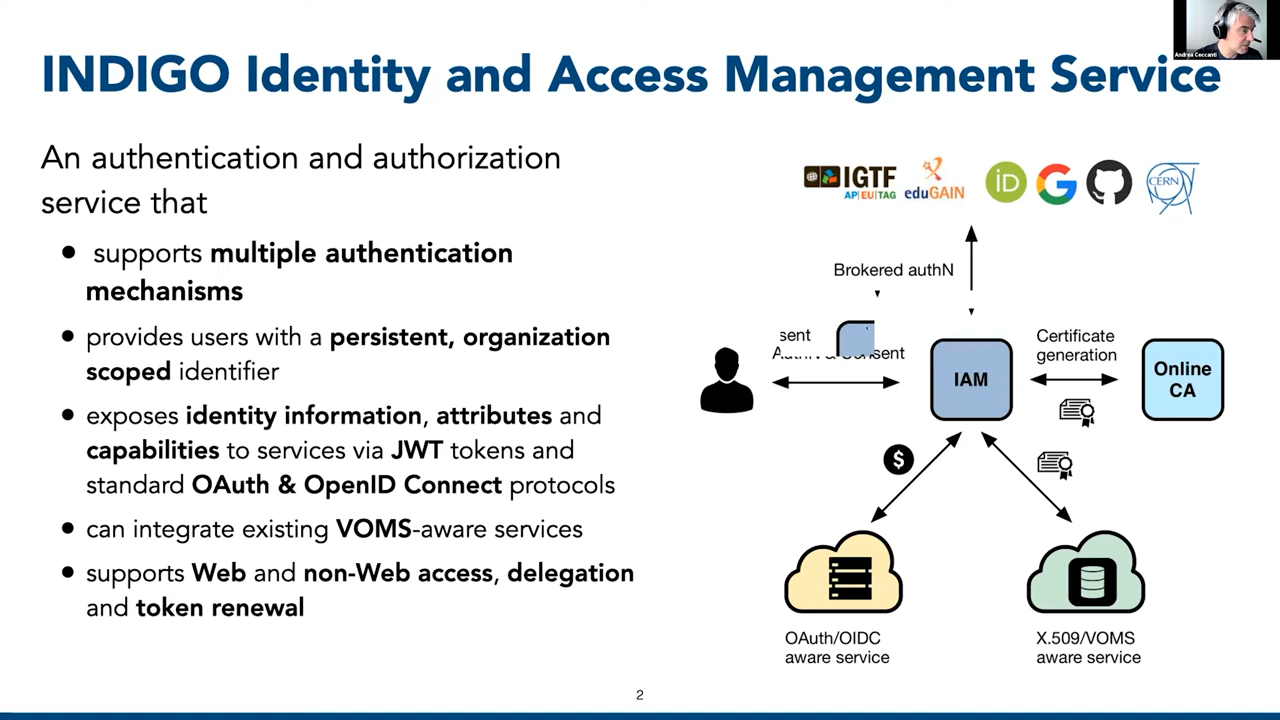 Andrea Ceccanti
INDIGO Identity and Access Management Service
An authentication and authorization
service that
• supports multiple authentication
mechanisms
• provides users with a persistent, organization
scoped identifier
• exposes identity information, attributes and
capabilities to services via JWT tokens and
standard OAuth & OpenID Connect protocols
• can integrate existing VOMS-aware services
• supports Web and non-Web access, delegation
and token renewal
IGTF
AP|EU|TAG
eduGAIN
iD
G
CERN
Brokered authN
sent
AuthN & Consent
IAM
Certificate
generation
Online
CA
$
OAuth/OIDC
aware service
X.509/VOMS
aware service
2